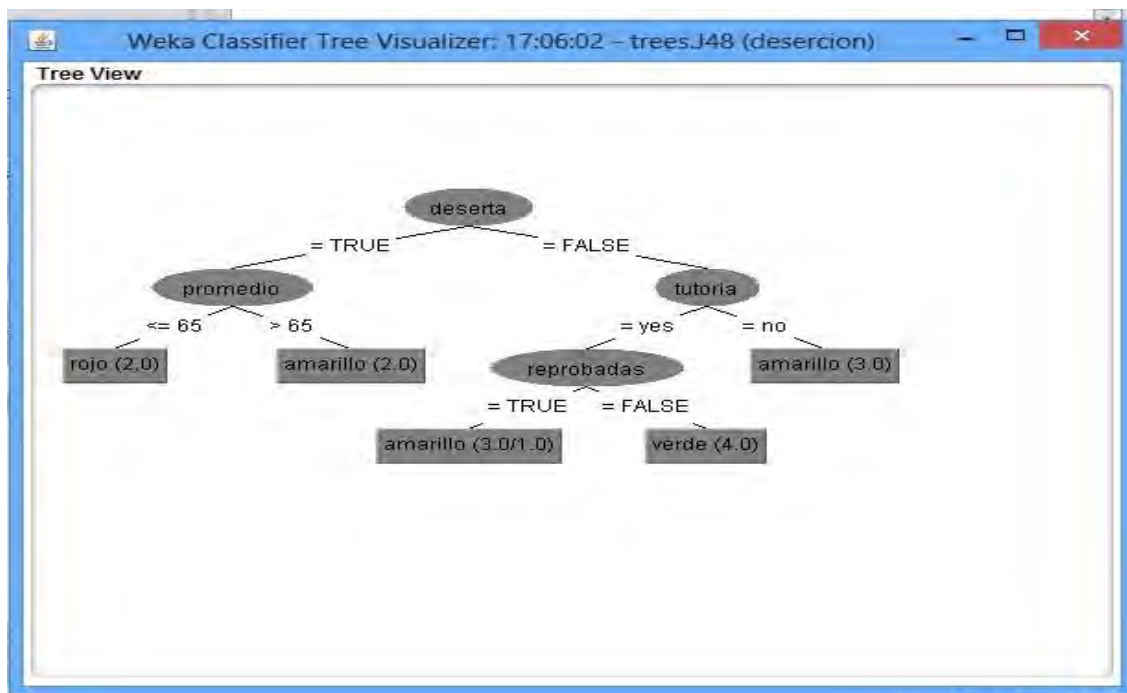 Weka Classifier Tree Visualizer: 17:06:02 - trees.J48 (desercion)
Tree View
deserta
= TRUE = FALSE
promedio tutoria
<= 65 > 65 = yes = no
rojo (2.0) amarillo (2.0) reprobadas amarillo (3.0)
= TRUE = FALSE
amarillo (3.0/1.0) verde (4.0)